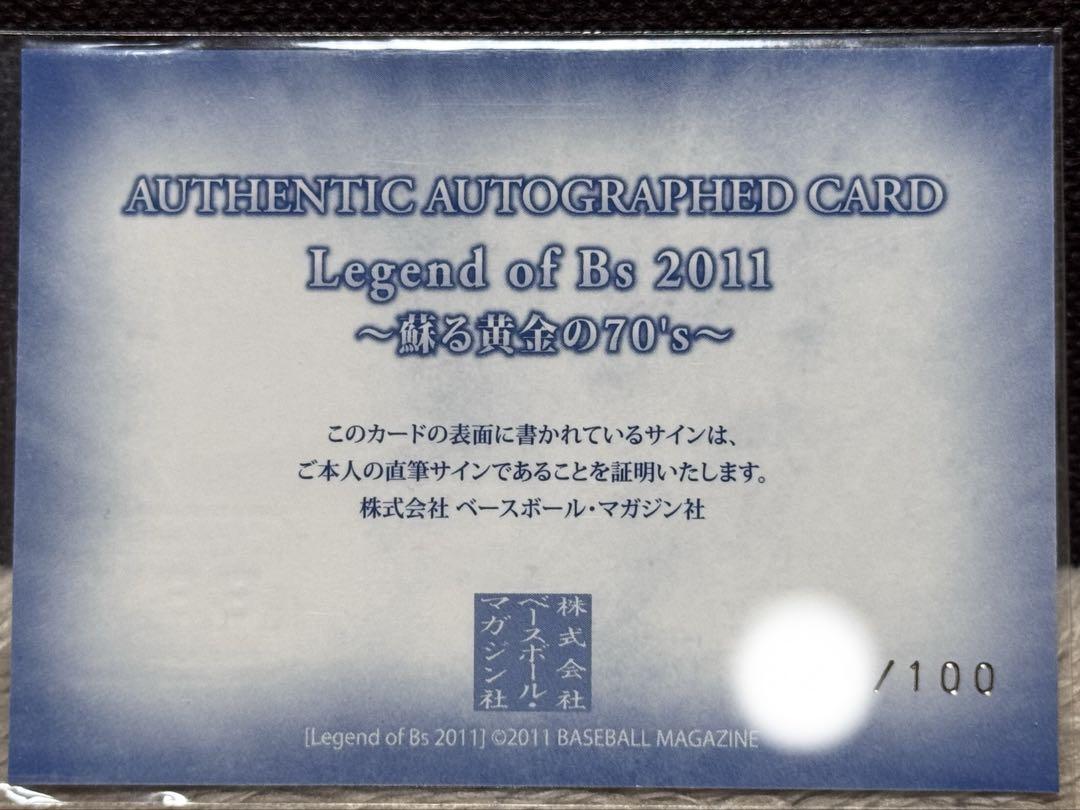 AUTHENTIC AUTOGRAPHED CARD
Legend of Bs 2011
～蘇る黄金の70's～
このカードの表面に書かれているサインは、
ご本人の直筆サインであることを証明いたします。
株式会社 ベースボール・マガジン社
株式会社
ベースボール・
マガジン社
/100
[Legend of Bs 2011] ©2011 BASEBALL MAGAZINE